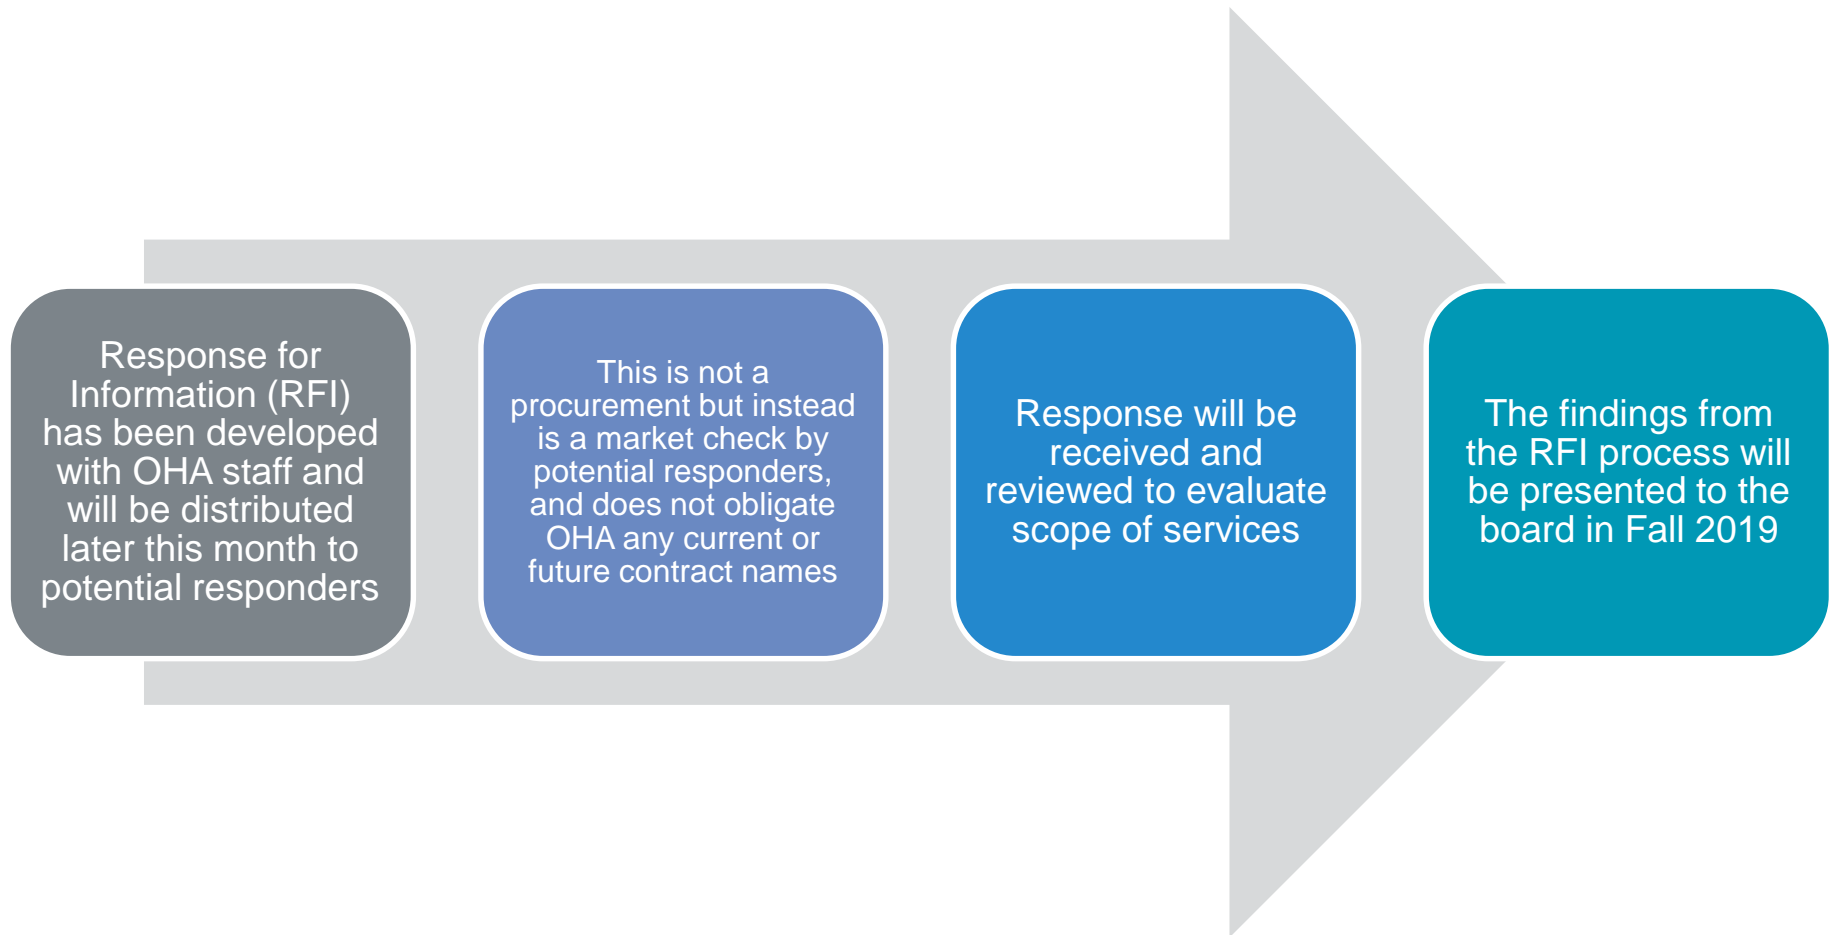 Response for
Information (RFI)
has been developed
with OHA staff and
will be distributed
later this month to
potential responders
This is not a
procurement but instead
is a market check by
potential responders,
and does not obligate
OHA any current or
future contract names
Response will be
received and
reviewed to evaluate
scope of services
The findings from
the RFI process will
be presented to the
board in Fall 2019